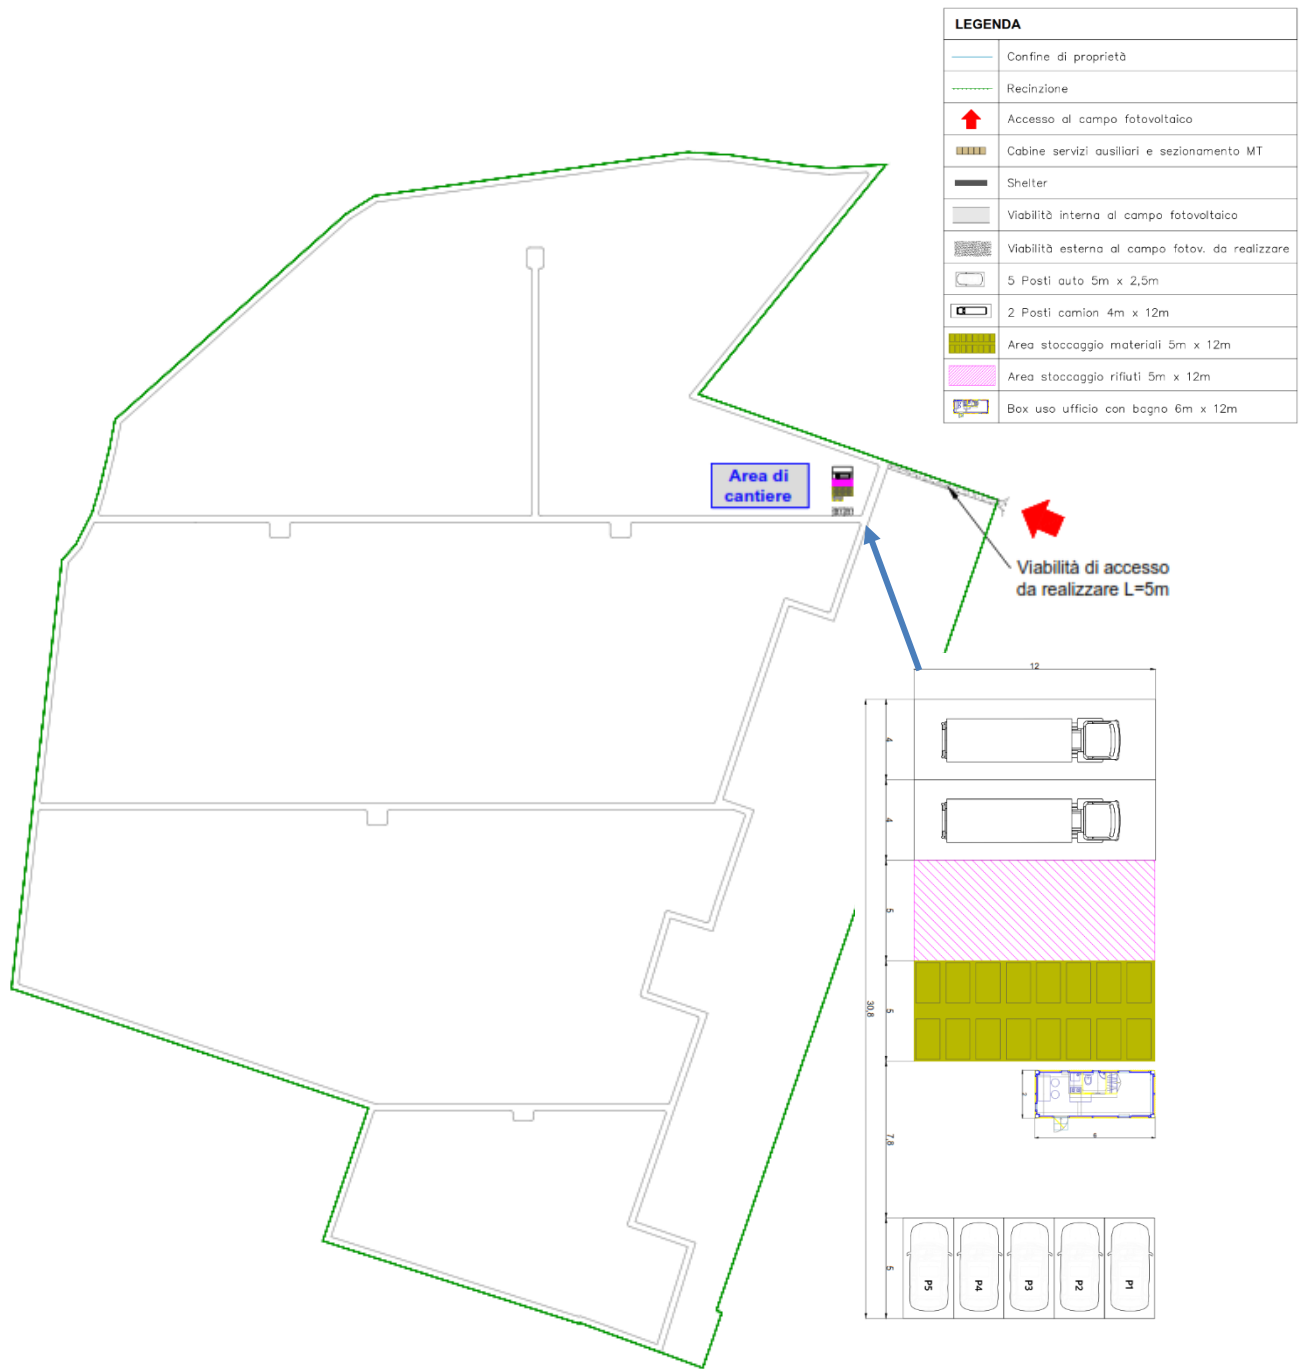 LEGENDA
Confine di proprietà
Recinzione
Accesso al campo fotovoltaico
Cabine servizi ausiliari e sezionamento MT
Shelter
Viabilità interna al campo fotovoltaico
Viabilità esterna al campo fotov. da realizzare
5 Posti auto 5m x 2,5m
2 Posti camion 4m x 12m
Area stoccaggio materiali 5m x 12m
Area stoccaggio rifiuti 5m x 12m
Box uso ufficio con bagno 6m x 12m
Area di
cantiere
Viabilità di accesso
da realizzare L=5m
12
4
4
5
5
30,8
2
6
7,8
5
P5
P4
P3
P2
P1